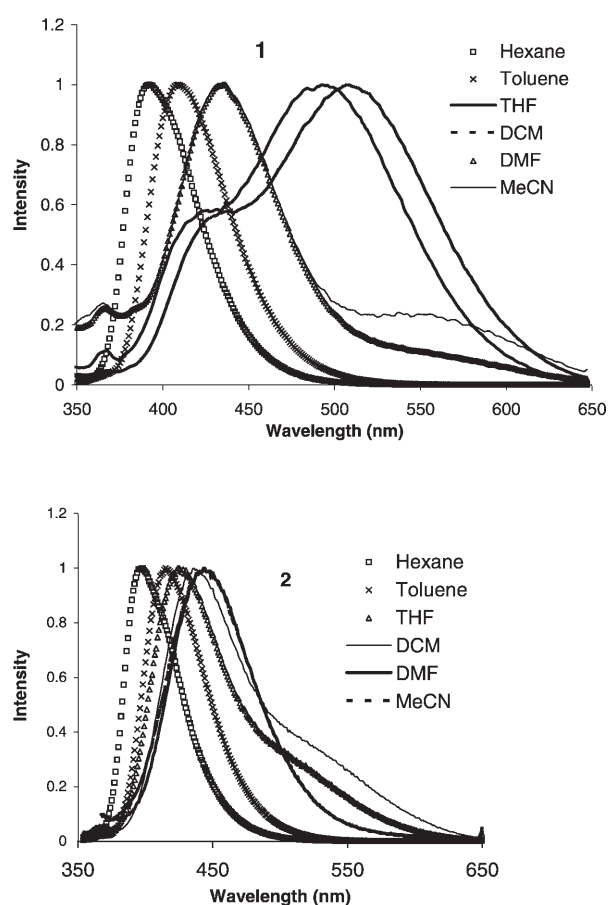 1
1.2
1
0.8
0.6
0.4
0.2
0
Intensity
350 400 450 500 550 600 650
Wavelength (nm)
Hexane
Toluene
THF
DCM
DMF
MeCN
2
1.2
1
0.8
0.6
0.4
0.2
0
Intensity
350 450 550 650
Wavelength (nm)
Hexane
Toluene
THF
DCM
DMF
MeCN